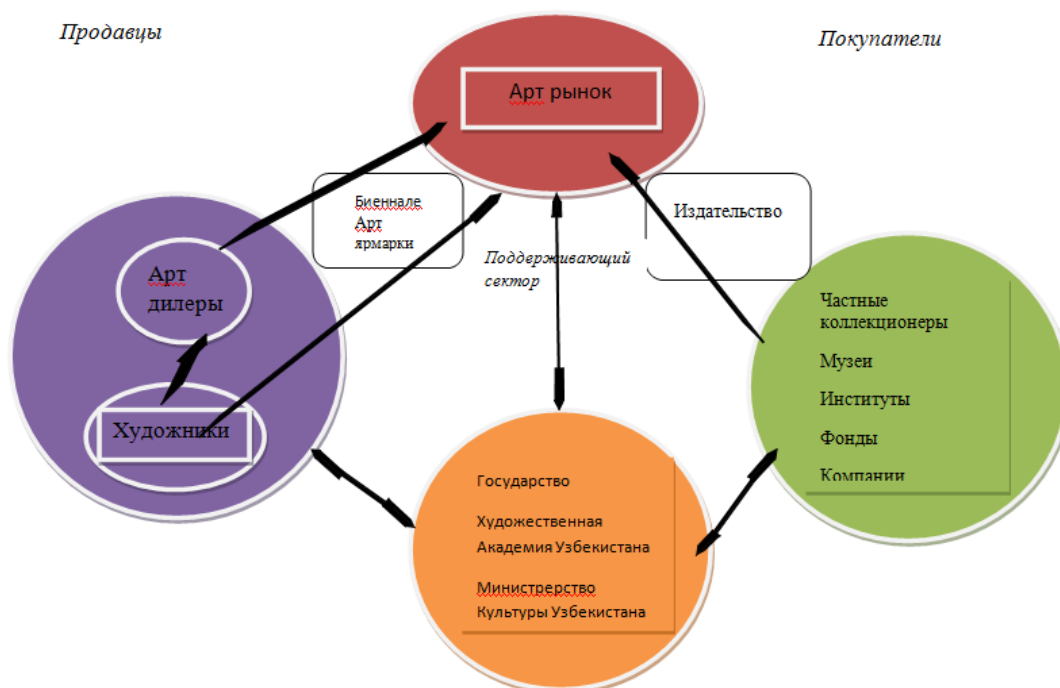 Продавцы
Покупатели
Арт рынок
Биеннале
Арт
ярмарки
Издательство
Поддерживающий
сектор
Арт
дилеры
Художники
Частные
коллекционеры
Музеи
Институты
Фонды
Компании
Государство
Художественная
Академия Узбекистана
Министрерство
Культуры Узбекистана